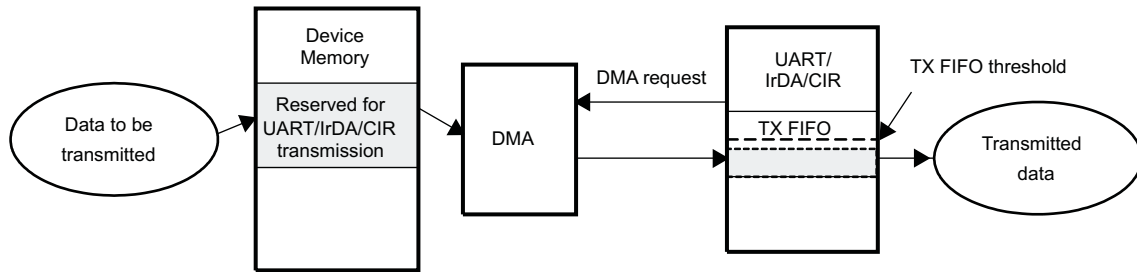 Data to be
transmitted
Device
Memory
Reserved for
UART/IrDA/CIR
transmission
DMA
DMA request
UART/
IrDA/CIR
TX FIFO
TX FIFO threshold
Transmitted
data